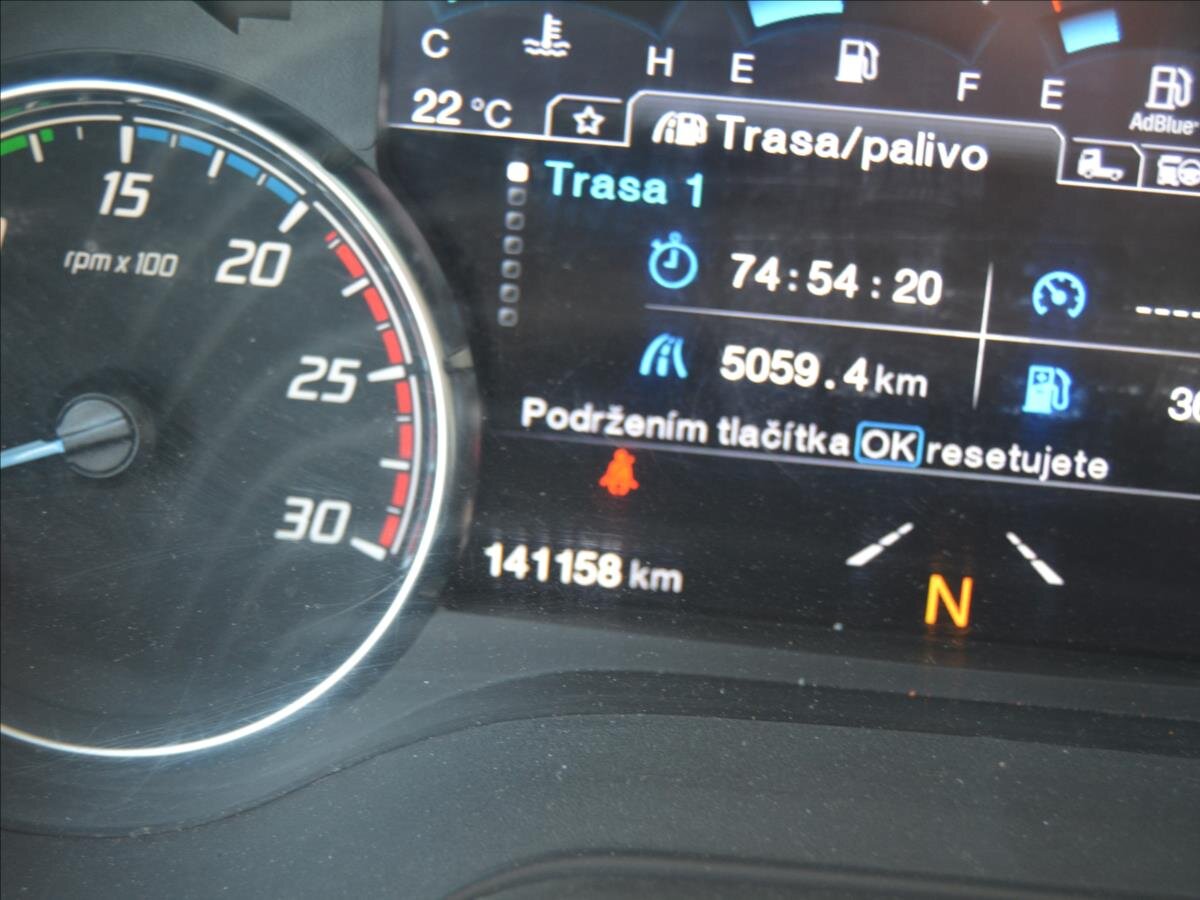 C H E F E
AdBlue
22 °C
Trasa/palivo
Trasa 1
15
rpm x 100
20
74:54:20
----
25
5059.4 km
Podržením tlačítka OK resetujete
30
141158 km
N